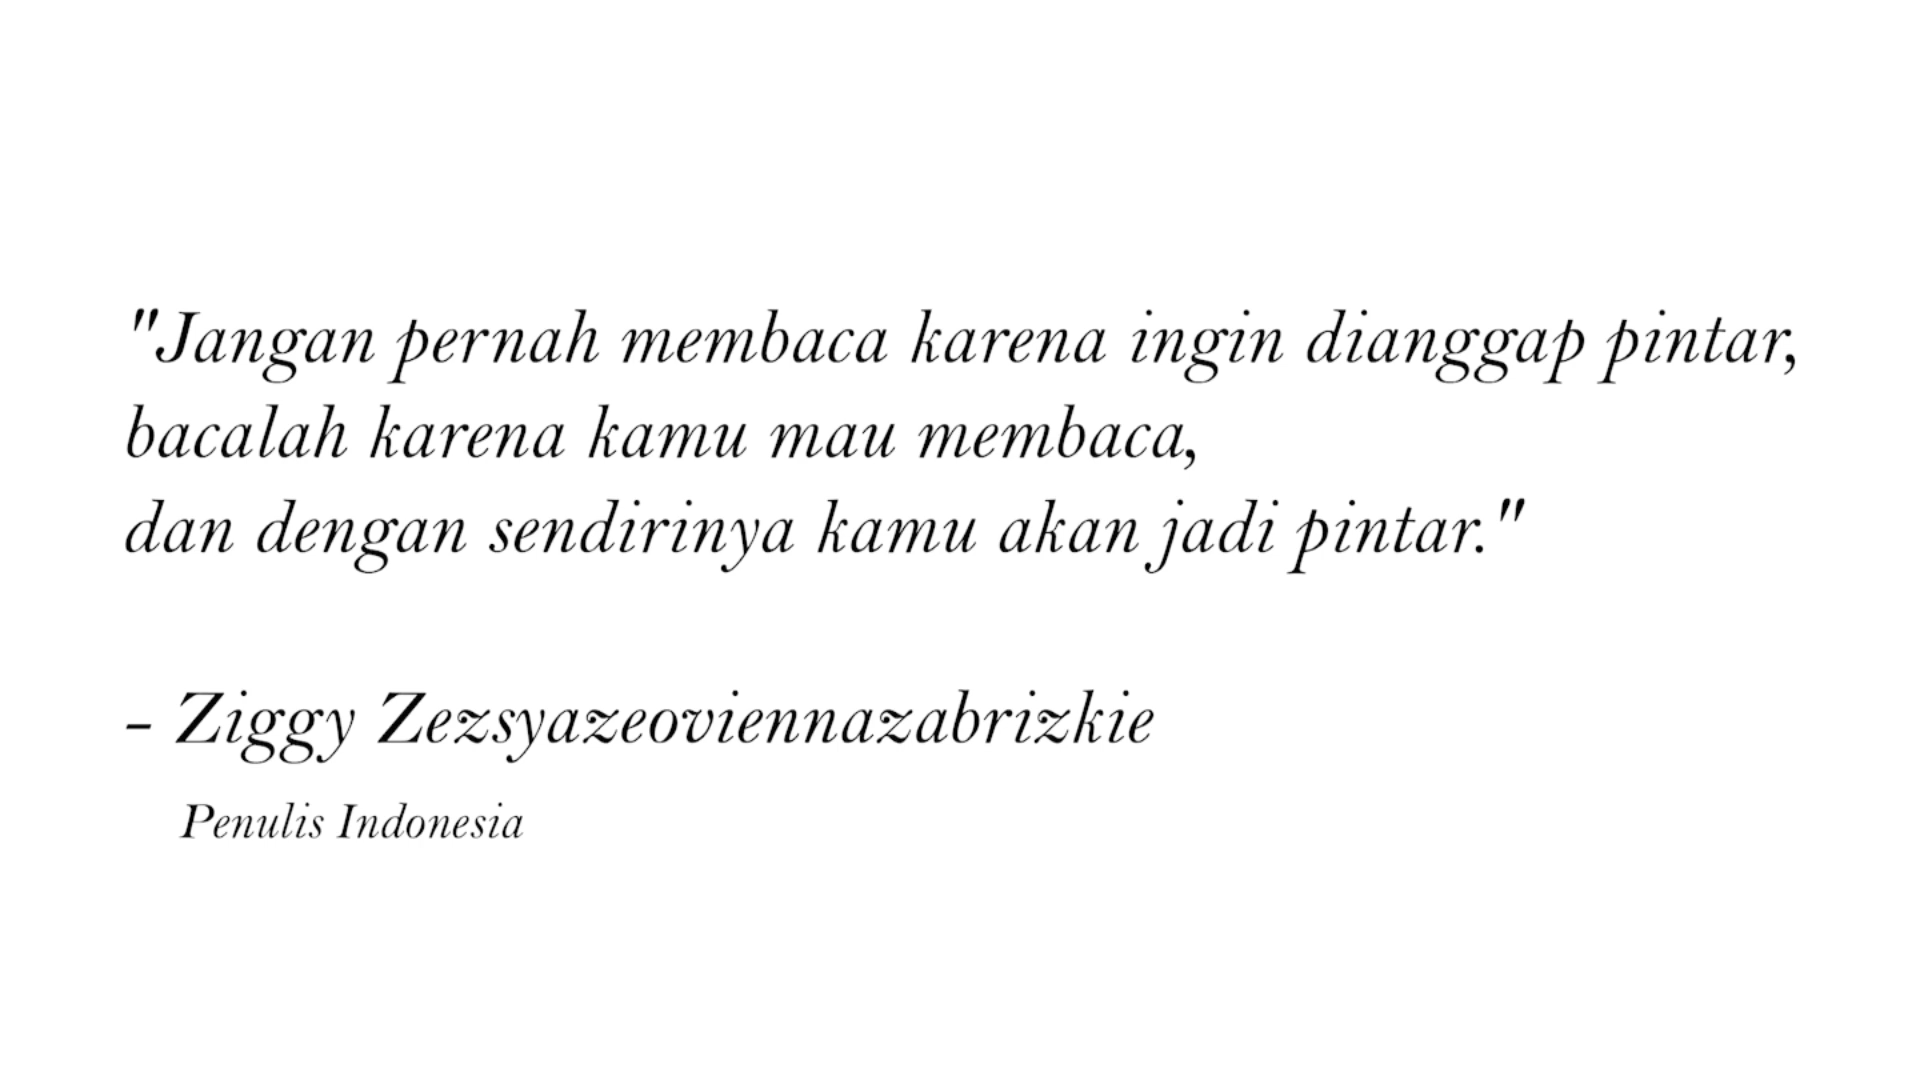 "Jangan pernah membaca karena ingin dianggap pintar,
bacalah karena kamu mau membaca,
dan dengan sendirinya kamu akan jadi pintar."
- Ziggy Zezsyazeoviennazabrizkie
Penulis Indonesia